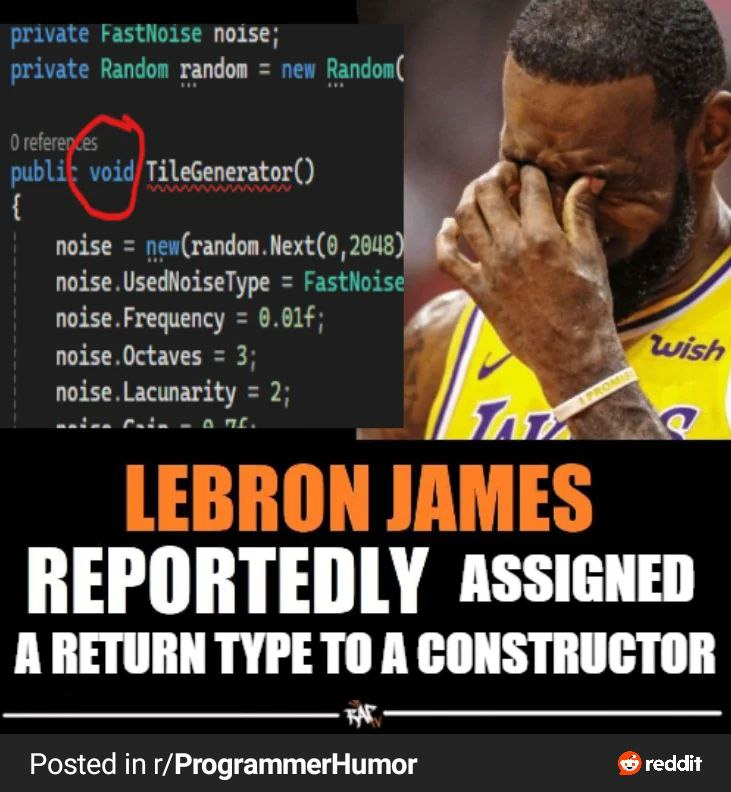 private FastNoise noise;
private Random random = new Random(
0 references
public void TileGenerator()
{
noise = new(random.Next(0,2048)
noise.UsedNoiseType = FastNoise
noise.Frequency = 0.01f;
noise.Octaves = 3;
noise.Lacunarity = 2;
wish
I PROMISE
LEBRON JAMES
REPORTEDLY ASSIGNED
A RETURN TYPE TO A CONSTRUCTOR
Posted in r/ProgrammerHumor
reddit